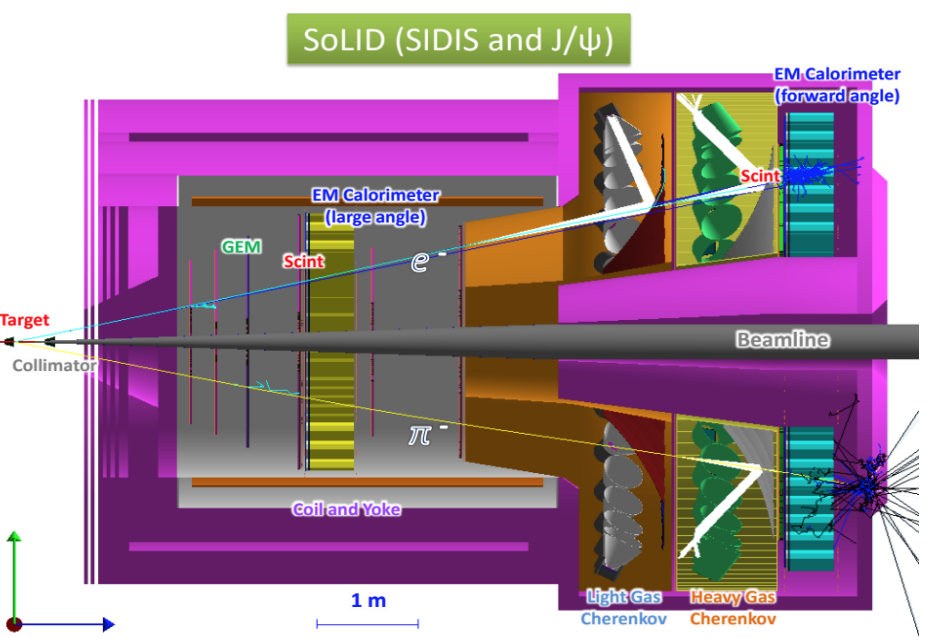 SoLID (SIDIS and J/ψ)
EM Calorimeter
(forward angle)
EM Calorimeter
(large angle)
Scint
GEM
Scint
e⁻
Target
Collimator
Beamline
π⁻
Coil and Yoke
1 m
Light Gas
Cherenkov
Heavy Gas
Cherenkov